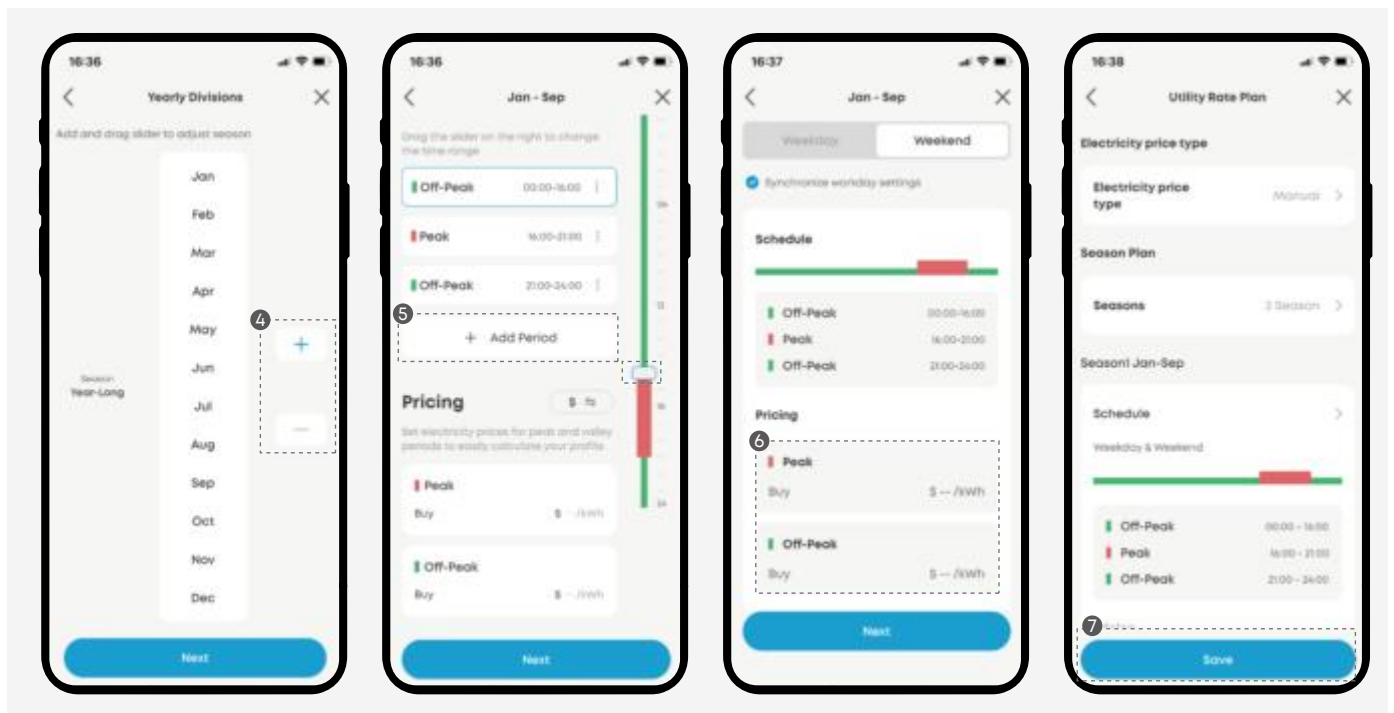 16:36
Yearly Divisions
Add and drag slider to adjust season
Jan
Feb
Mar
Apr
May
4
+
Jun
Season
Year-Long
Jul
Aug
Sep
Oct
Nov
Dec
Next
16:36
Jan - Sep
Drag the slider on the right to change
the time range
Off-Peak 00:00-16:00
Peak 16:00-21:00
Off-Peak 21:00-24:00
12
5
+ Add Period
Pricing $
16
Set electricity prices for peak and valley
periods to easily calculate your profits
Peak
Buy $ -- /kWh
24
Off-Peak
Buy $ -- /kWh
Next
16:37
Jan - Sep
Weekday Weekend
Synchronize workday settings
Schedule
Off-Peak 00:00-16:00
Peak 16:00-21:00
Off-Peak 21:00-24:00
Pricing
6
Peak
Buy $ -- /kWh
Off-Peak
Buy $ -- /kWh
Next
16:38
Utility Rate Plan
Electricity price type
Electricity price
type
Manual
Season Plan
Seasons Season
Season1 Jan-Sep
Schedule
Weekday & Weekend
Off-Peak 00:00 - 16:00
Peak 16:00 - 21:00
Off-Peak 21:00 - 24:00
7
Save